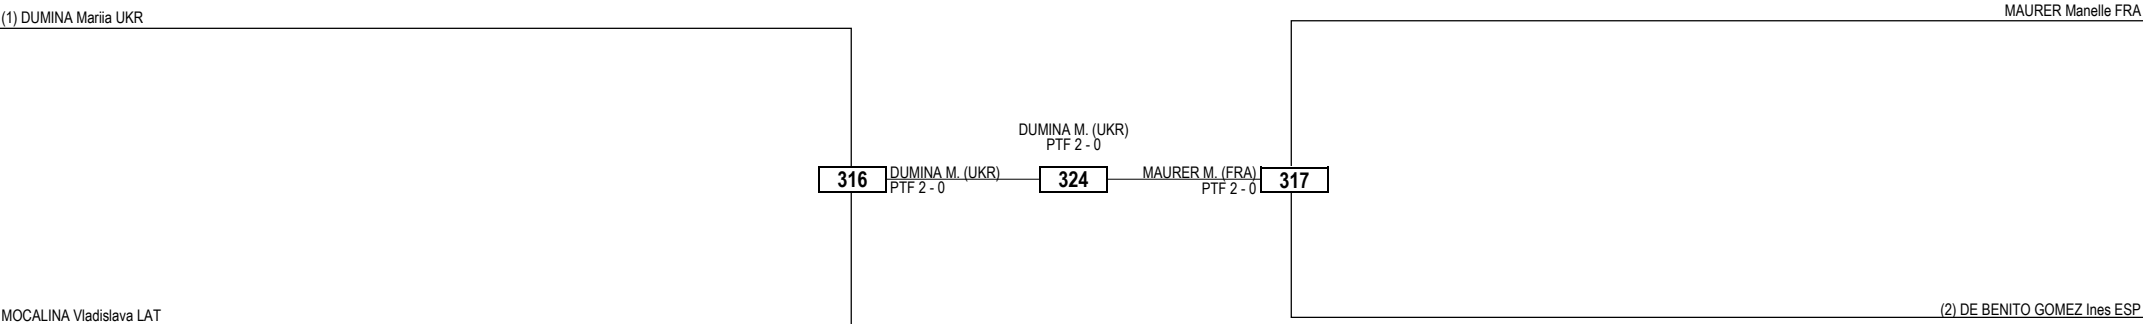 (1) DUMINA Mariia UKR
MAURER Manelle FRA
DUMINA M. (UKR)
PTF 2 - 0
316
DUMINA M. (UKR)
PTF 2 - 0
324
MAURER M. (FRA)
PTF 2 - 0
317
MOCALINA Vladislava LAT
(2) DE BENITO GOMEZ Ines ESP